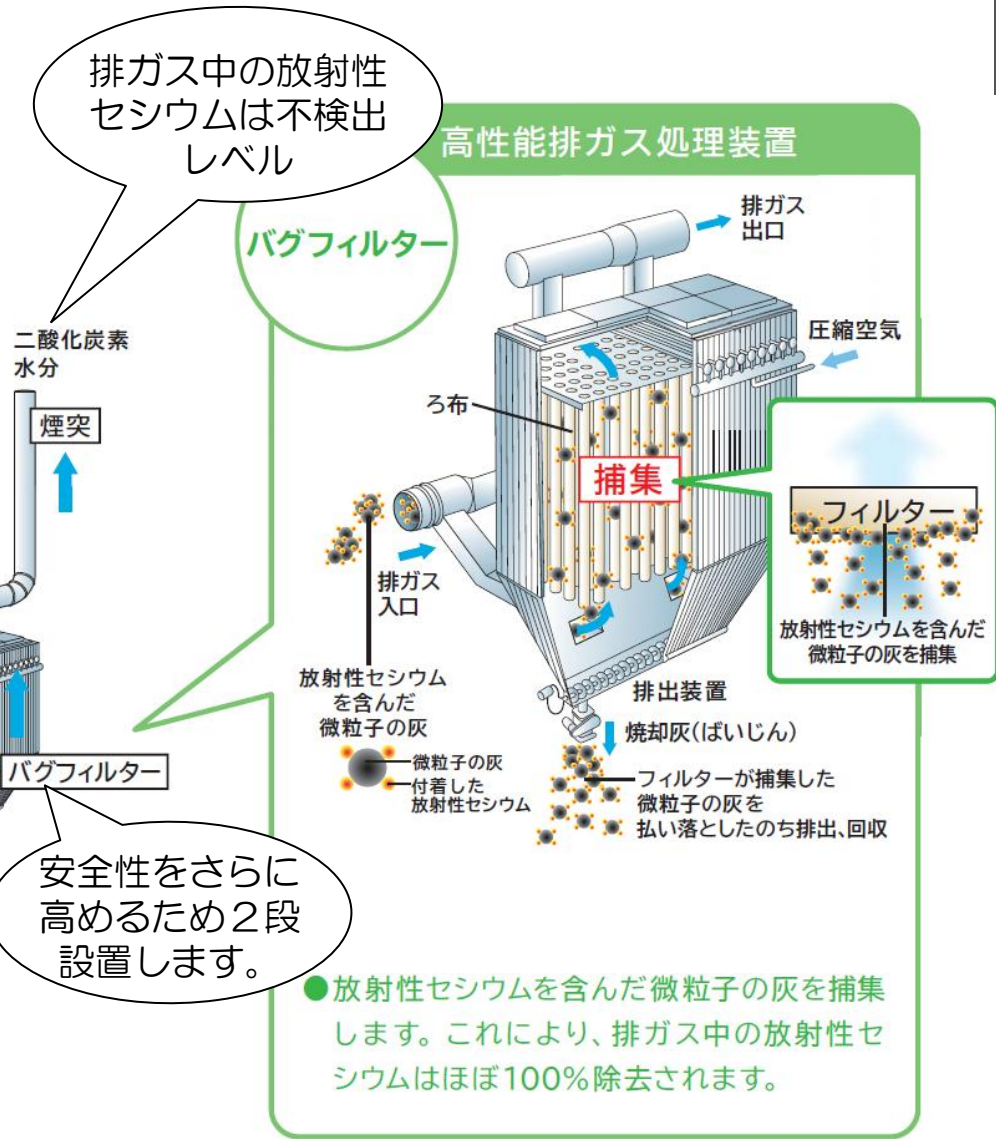 排ガス中の放射性
セシウムは不検出
レベル
高性能排ガス処理装置
バグフィルター
排ガス
出口
二酸化炭素
水分
圧縮空気
煙突
ろ布
捕集
フィルター
排ガス
入口
放射性セシウムを含んだ
微粒子の灰を捕集
放射性セシウム
を含んだ
微粒子の灰
排出装置
焼却灰(ばいじん)
バグフィルター
微粒子の灰
付着した
放射性セシウム
フィルターが捕集した
微粒子の灰を
払い落としたのち排出、回収
安全性をさらに
高めるため２段
設置します。
●放射性セシウムを含んだ微粒子の灰を捕集
します。これにより、排ガス中の放射性セ
シウムはほぼ100%除去されます。